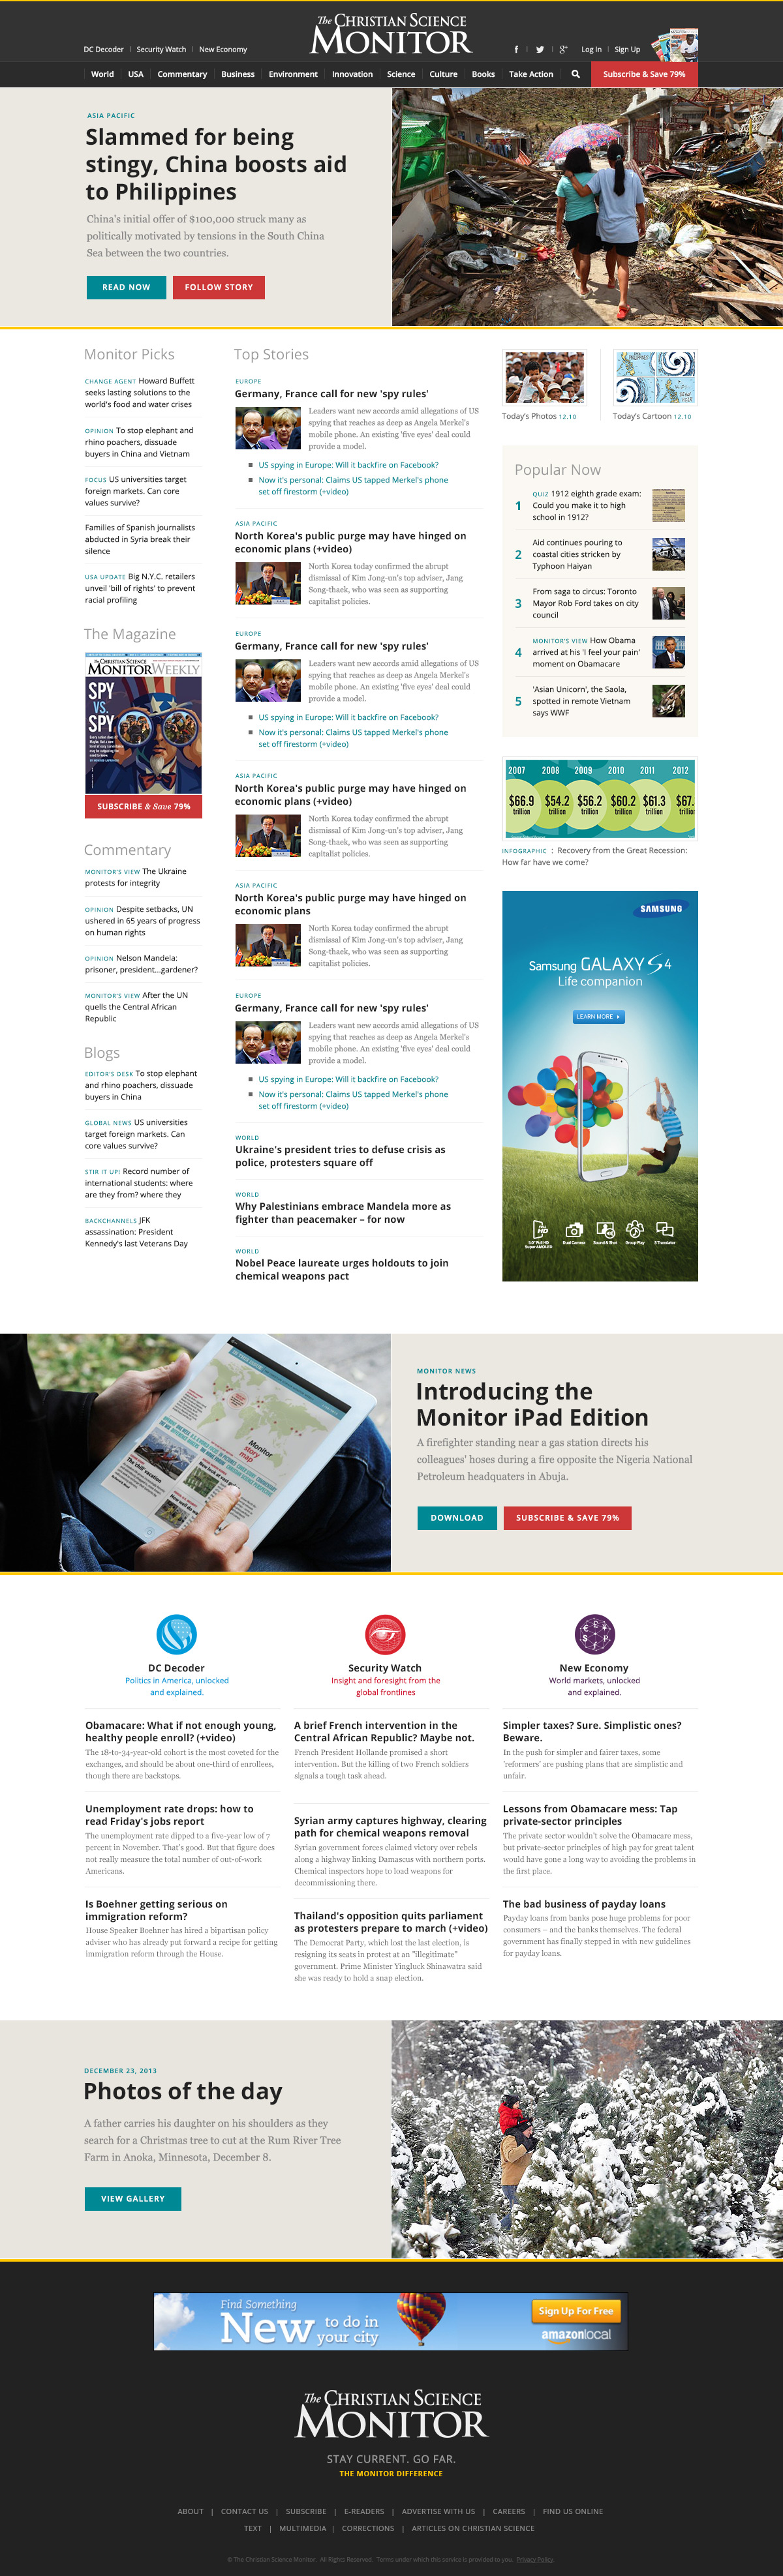 The CHRISTIAN SCIENCE
MONITOR
DC Decoder | Security Watch | New Economy
Log In | Sign Up
World
USA
Commentary
Business
Environment
Innovation
Science
Culture
Books
Take Action
Subscribe & Save 79%
ASIA PACIFIC
Slammed for being
stingy, China boosts aid
to Philippines
China's initial offer of $100,000 struck many as
politically motivated by tensions in the South China
Sea between the two countries.
READ NOW
FOLLOW STORY
Monitor Picks
CHANGE AGENT Howard Buffett
seeks lasting solutions to the
world's food and water crises
OPINION To stop elephant and
rhino poachers, dissuade
buyers in China and Vietnam
FOCUS US universities target
foreign markets. Can core
values survive?
Families of Spanish journalists
abducted in Syria break their
silence
USA UPDATE Big N.Y.C. retailers
unveil 'bill of rights' to prevent
racial profiling
The Magazine
The CHRISTIAN SCIENCE
MONITOR WEEKLY
SPY
VS.
SPY
SUBSCRIBE & Save 79%
Commentary
MONITOR'S VIEW The Ukraine
protests for integrity
OPINION Despite setbacks, UN
ushered in 65 years of progress
on human rights
OPINION Nelson Mandela:
prisoner, president...gardener?
MONITOR'S VIEW After the UN
quells the Central African
Republic
Blogs
EDITOR'S DESK To stop elephant
and rhino poachers, dissuade
buyers in China
GLOBAL NEWS US universities
target foreign markets. Can
core values survive?
STIR IT UP! Record number of
international students: where
are they from? where they
BACKCHANNELS JFK
assassination: President
Kennedy's last Veterans Day
Top Stories
EUROPE
Germany, France call for new 'spy rules'
Leaders want new accords amid allegations of US
spying that reaches as deep as Angela Merkel's
mobile phone. An existing 'five eyes' deal could
provide a model.
US spying in Europe: Will it backfire on Facebook?
Now it's personal: Claims US tapped Merkel's phone
set off firestorm (+video)
ASIA PACIFIC
North Korea's public purge may have hinged on
economic plans (+video)
North Korea today confirmed the abrupt
dismissal of Kim Jong-un's top adviser, Jang
Song-thaek, who was seen as supporting
capitalist policies.
EUROPE
Germany, France call for new 'spy rules'
Leaders want new accords amid allegations of US
spying that reaches as deep as Angela Merkel's
mobile phone. An existing 'five eyes' deal could
provide a model.
US spying in Europe: Will it backfire on Facebook?
Now it's personal: Claims US tapped Merkel's phone
set off firestorm (+video)
ASIA PACIFIC
North Korea's public purge may have hinged on
economic plans (+video)
North Korea today confirmed the abrupt
dismissal of Kim Jong-un's top adviser, Jang
Song-thaek, who was seen as supporting
capitalist policies.
ASIA PACIFIC
North Korea's public purge may have hinged on
economic plans
North Korea today confirmed the abrupt
dismissal of Kim Jong-un's top adviser, Jang
Song-thaek, who was seen as supporting
capitalist policies.
EUROPE
Germany, France call for new 'spy rules'
Leaders want new accords amid allegations of US
spying that reaches as deep as Angela Merkel's
mobile phone. An existing 'five eyes' deal could
provide a model.
US spying in Europe: Will it backfire on Facebook?
Now it's personal: Claims US tapped Merkel's phone
set off firestorm (+video)
WORLD
Ukraine's president tries to defuse crisis as
police, protesters square off
WORLD
Why Palestinians embrace Mandela more as
fighter than peacemaker – for now
WORLD
Nobel Peace laureate urges holdouts to join
chemical weapons pact
Today's Photos 12.10
Today's Cartoon 12.10
Popular Now
1 QUIZ 1912 eighth grade exam:
Could you make it to high
school in 1912?
2 Aid continues pouring to
coastal cities stricken by
Typhoon Haiyan
3 From saga to circus: Toronto
Mayor Rob Ford takes on city
council
4 MONITOR'S VIEW How Obama
arrived at his 'I feel your pain'
moment on Obamacare
5 'Asian Unicorn', the Saola,
spotted in remote Vietnam
says WWF
2007 2008 2009 2010 2011 2012
$66.9 $54.2 $56.2 $60.2 $61.3 $67.
trillion trillion trillion trillion trillion trillion
INFOGRAPHIC : Recovery from the Great Recession:
How far have we come?
SAMSUNG
Samsung GALAXY S4
Life companion
LEARN MORE
5.0" Full HD
Super AMOLED
Dual Camera
Sound & Shot
Group Play
S Translator
Monitor
story
map
MONITOR NEWS
Introducing the
Monitor iPad Edition
A firefighter standing near a gas station directs his
colleagues' hoses during a fire opposite the Nigeria National
Petroleum headquaters in Abuja.
DOWNLOAD
SUBSCRIBE & SAVE 79%
DC Decoder
Politics in America, unlocked
and explained.
Obamacare: What if not enough young,
healthy people enroll? (+video)
The 18-to-34-year-old cohort is the most coveted for the
exchanges, and should be about one-third of enrollees,
though there are backstops.
Unemployment rate drops: how to
read Friday's jobs report
The unemployment rate dipped to a five-year low of 7
percent in November. That's good. But that figure does
not really measure the total number of out-of-work
Americans.
Is Boehner getting serious on
immigration reform?
House Speaker Boehner has hired a bipartisan policy
adviser who has already put forward a recipe for getting
immigration reform through the House.
Security Watch
Insight and foresight from the
global frontlines
A brief French intervention in the
Central African Republic? Maybe not.
French President Hollande promised a short
intervention. But the killing of two French soldiers
signals a tough task ahead.
Syrian army captures highway, clearing
path for chemical weapons removal
Syrian government forces claimed victory over rebels
along a highway linking Damascus with northern ports.
Chemical inspectors hope to load weapons for
decommissioning there.
Thailand's opposition quits parliament
as protesters prepare to march (+video)
The Democrat Party, which lost the last election, is
resigning its seats in protest at an "illegitimate"
government. Prime Minister Yingluck Shinawatra said
she was ready to hold a snap election.
New Economy
World markets, unlocked
and explained.
Simpler taxes? Sure. Simplistic ones?
Beware.
In the push for simpler and fairer taxes, some
'reformers' are pushing plans that are simplistic and
unfair.
Lessons from Obamacare mess: Tap
private-sector principles
The private sector wouldn't solve the Obamacare mess,
but private-sector principles of high pay for great talent
would have gone a long way to avoiding the problems in
the first place.
The bad business of payday loans
Payday loans from banks pose huge problems for poor
consumers – and the banks themselves. The federal
government has finally stepped in with new guidelines
for payday loans.
DECEMBER 23, 2013
Photos of the day
A father carries his daughter on his shoulders as they
search for a Christmas tree to cut at the Rum River Tree
Farm in Anoka, Minnesota, December 8.
VIEW GALLERY
Find Something
New to do in
your city
Sign Up For Free
amazonlocal
The CHRISTIAN SCIENCE
MONITOR
STAY CURRENT. GO FAR.
THE MONITOR DIFFERENCE
ABOUT | CONTACT US | SUBSCRIBE | E-READERS | ADVERTISE WITH US | CAREERS | FIND US ONLINE
TEXT | MULTIMEDIA | CORRECTIONS | ARTICLES ON CHRISTIAN SCIENCE
© The Christian Science Monitor. All Rights Reserved. Terms under which this service is provided to you. Privacy Policy.